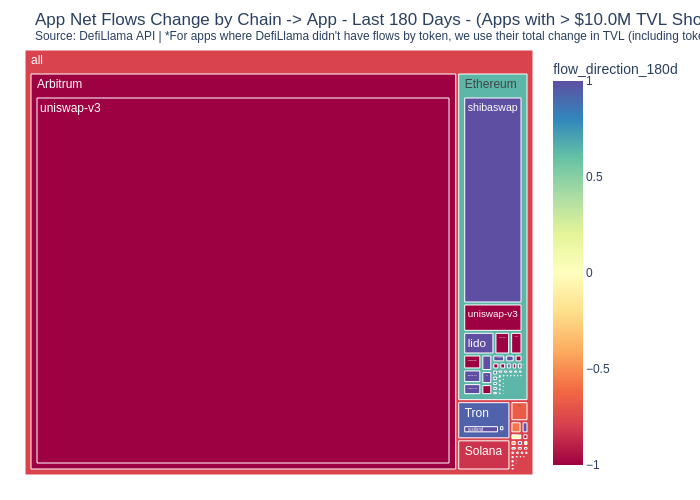 App Net Flows Change by Chain -> App - Last 180 Days - (Apps with > $10.0M TVL Sho
Source: DefiLlama API | *For apps where DefiLlama didn't have flows by token, we use their total change in TVL (including toke
all
Arbitrum
uniswap-v3
Ethereum
shibaswap
uniswap-v3
lido
Tron
Solana
flow_direction_180d
1
0.5
0
−0.5
−1